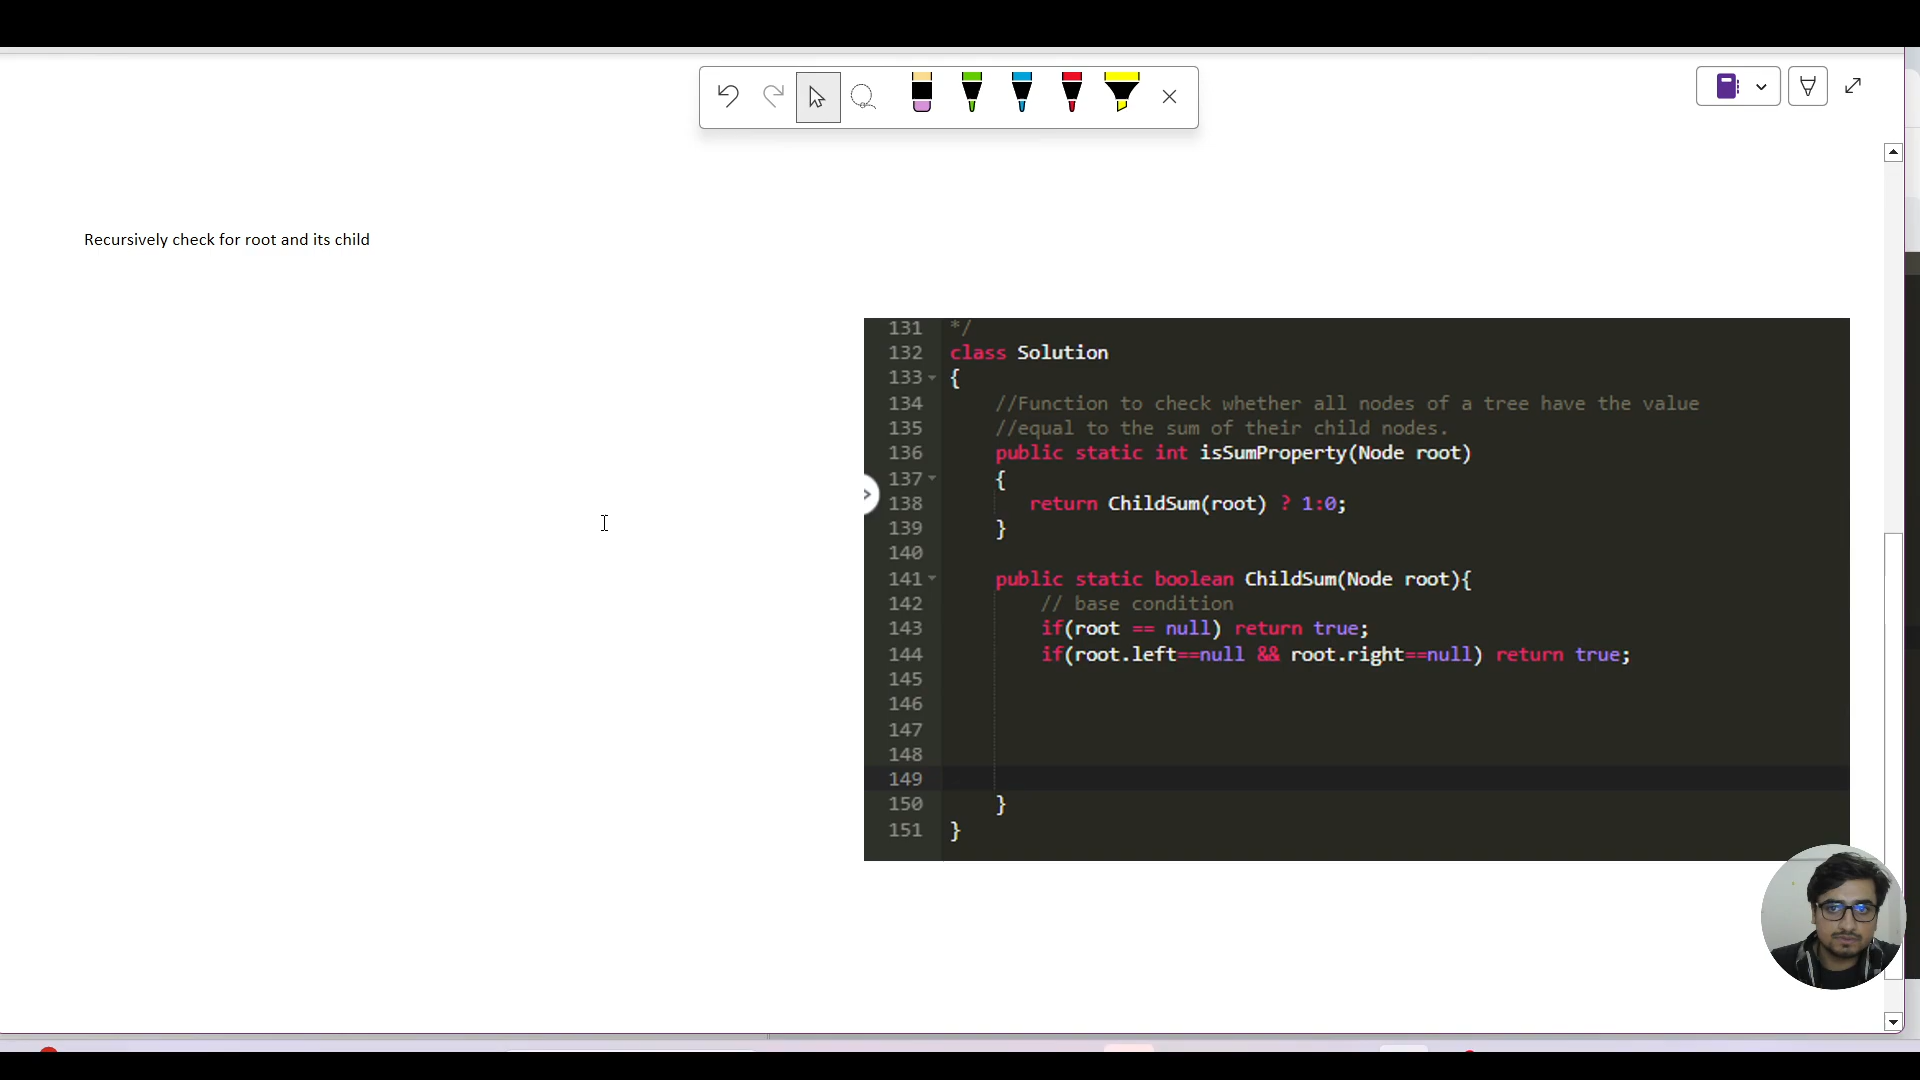 Recursively check for root and its child
131 */
132 class Solution
133 {
134 //Function to check whether all nodes of a tree have the value
135 //equal to the sum of their child nodes.
136 public static int isSumProperty(Node root)
137 {
138 return ChildSum(root) ? 1:0;
139 }
140
141 public static boolean ChildSum(Node root){
142 // base condition
143 if(root == null) return true;
144 if(root.left==null && root.right==null) return true;
145
146
147
148
149
150 }
151 }